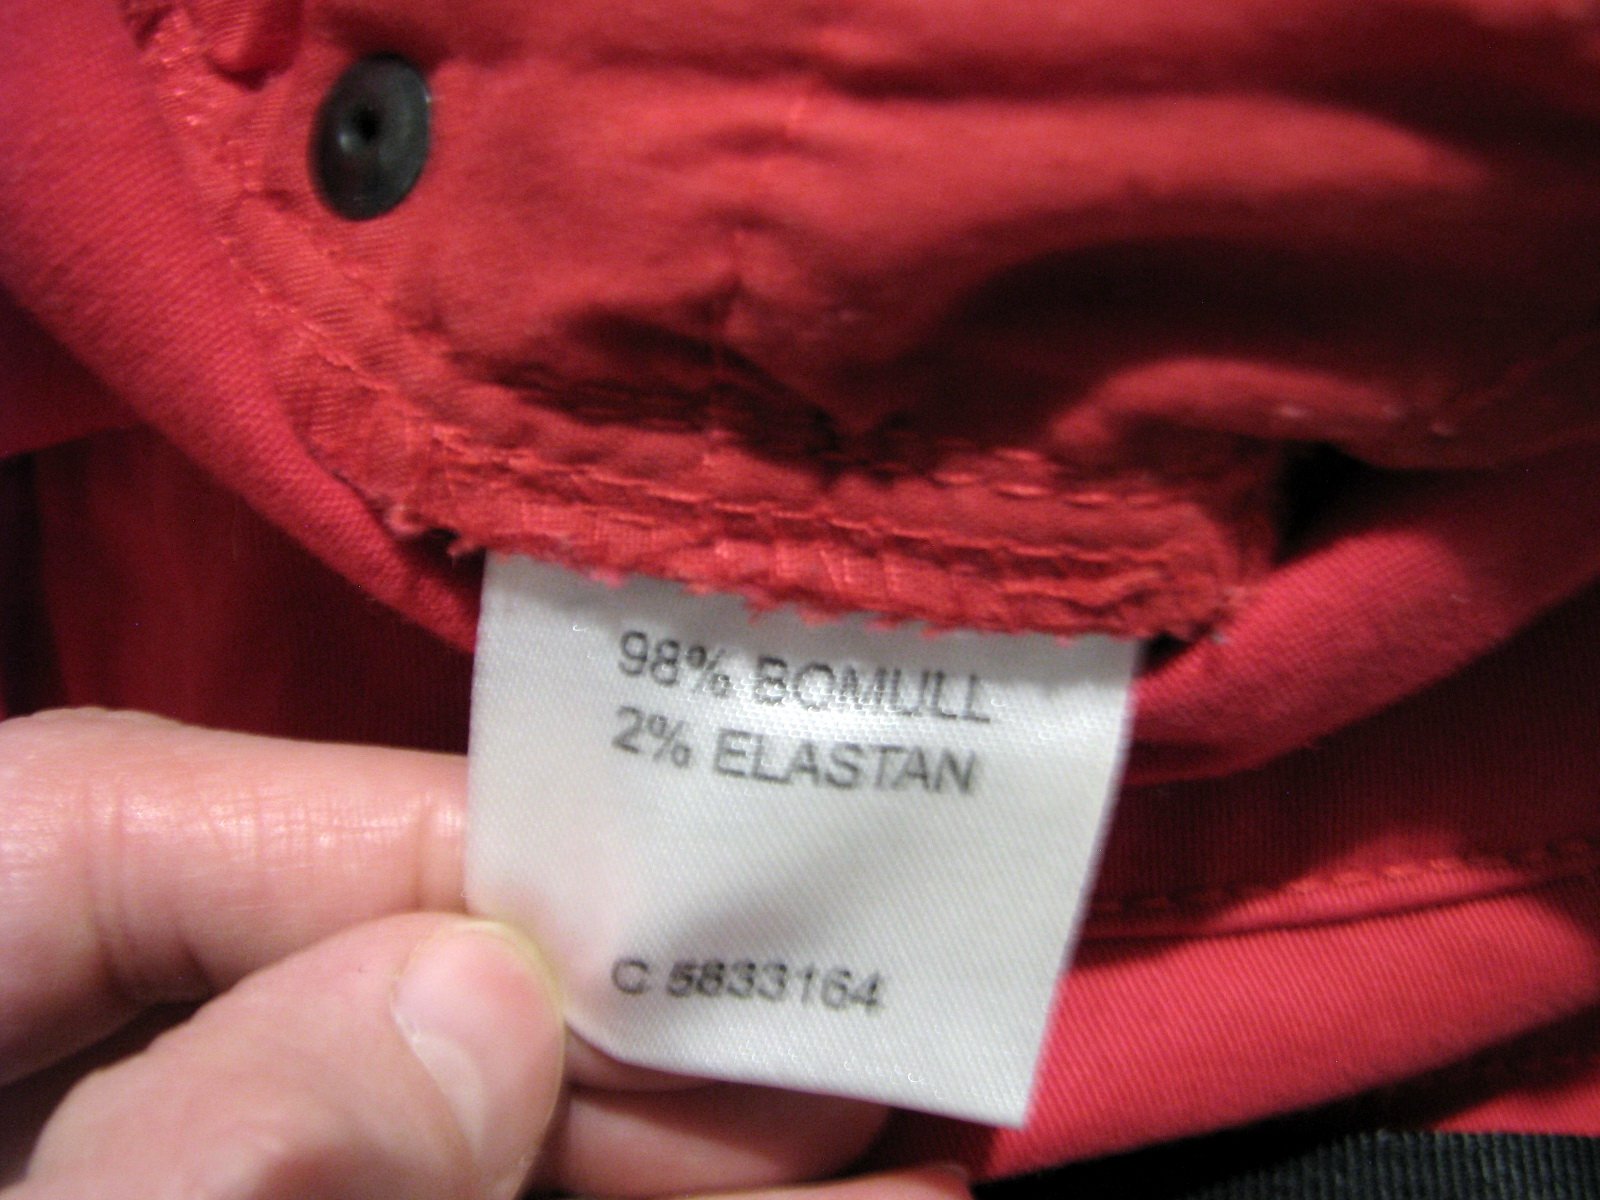 98% BOMULL
2% ELASTAN
C 5833164